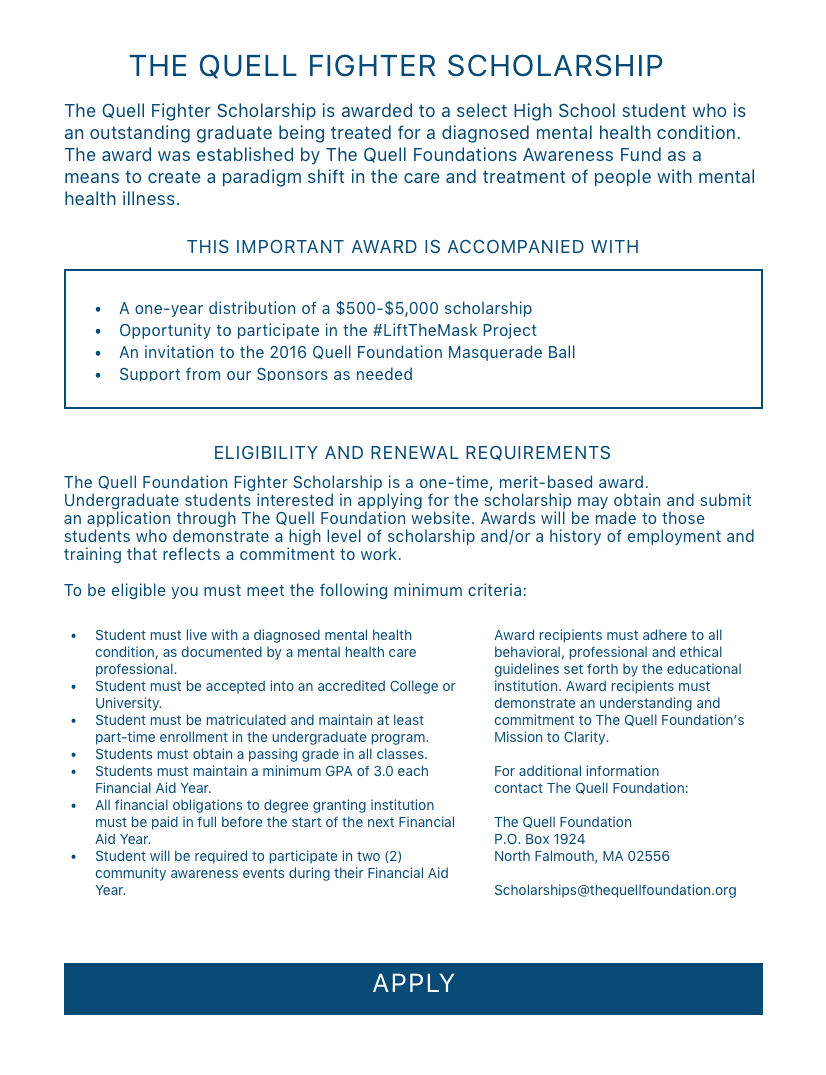 THE QUELL FIGHTER SCHOLARSHIP
The Quell Fighter Scholarship is awarded to a select High School student who is
an outstanding graduate being treated for a diagnosed mental health condition.
The award was established by The Quell Foundations Awareness Fund as a
means to create a paradigm shift in the care and treatment of people with mental
health illness.
THIS IMPORTANT AWARD IS ACCOMPANIED WITH
• A one-year distribution of a $500-$5,000 scholarship
• Opportunity to participate in the #LiftTheMask Project
• An invitation to the 2016 Quell Foundation Masquerade Ball
• Support from our Sponsors as needed
ELIGIBILITY AND RENEWAL REQUIREMENTS
The Quell Foundation Fighter Scholarship is a one-time, merit-based award.
Undergraduate students interested in applying for the scholarship may obtain and submit
an application through The Quell Foundation website. Awards will be made to those
students who demonstrate a high level of scholarship and/or a history of employment and
training that reflects a commitment to work.
To be eligible you must meet the following minimum criteria:
• Student must live with a diagnosed mental health
condition, as documented by a mental health care
professional.
• Student must be accepted into an accredited College or
University.
• Student must be matriculated and maintain at least
part-time enrollment in the undergraduate program.
• Students must obtain a passing grade in all classes.
• Students must maintain a minimum GPA of 3.0 each
Financial Aid Year.
• All financial obligations to degree granting institution
must be paid in full before the start of the next Financial
Aid Year.
• Student will be required to participate in two (2)
community awareness events during their Financial Aid
Year.
Award recipients must adhere to all
behavioral, professional and ethical
guidelines set forth by the educational
institution. Award recipients must
demonstrate an understanding and
commitment to The Quell Foundation’s
Mission to Clarity.
For additional information
contact The Quell Foundation:
The Quell Foundation
P.O. Box 1924
North Falmouth, MA 02556
Scholarships@thequellfoundation.org
APPLY